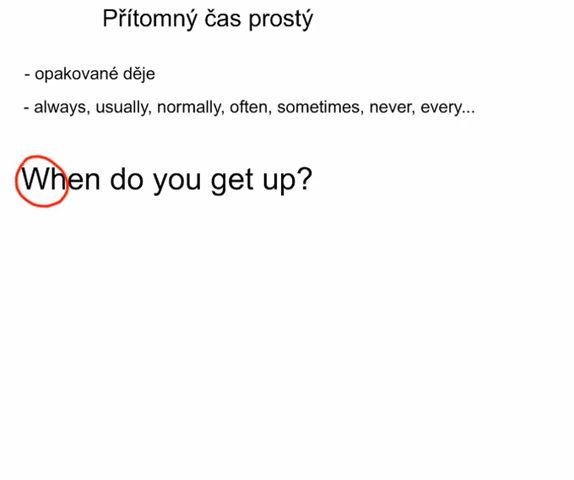 Přítomný čas prostý
- opakované děje
- always, usually, normally, often, sometimes, never, every...
When do you get up?